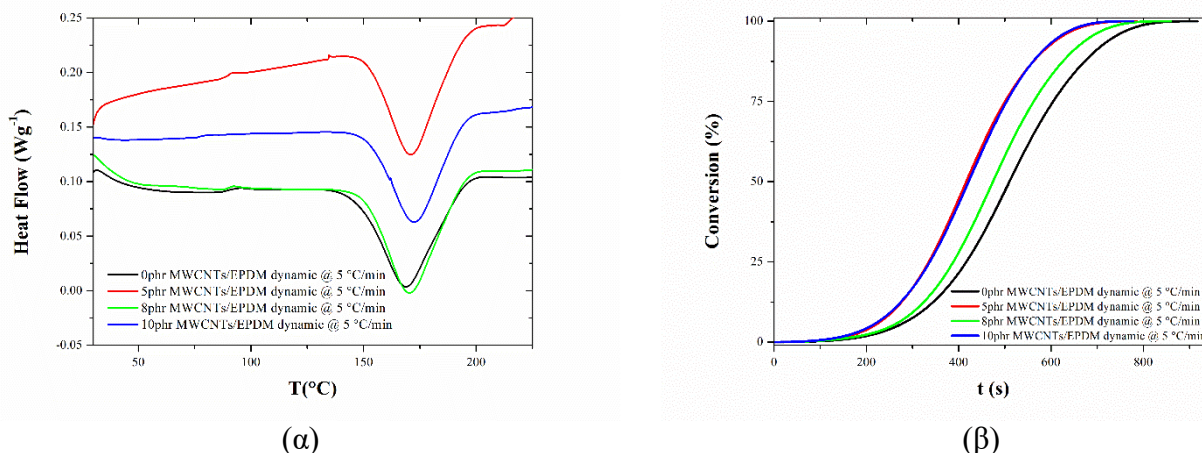 0.25
0.20
0.15
0.10
0.05
0.00
-0.05
Heat Flow (Wg⁻¹)
0phr MWCNTs/EPDM dynamic @ 5 °C/min
5phr MWCNTs/EPDM dynamic @ 5 °C/min
8phr MWCNTs/EPDM dynamic @ 5 °C/min
10phr MWCNTs/EPDM dynamic @ 5 °C/min
50 100 150 200
T(°C)
(α)
100
75
50
25
0
Conversion (%)
0phr MWCNTs/EPDM dynamic @ 5 °C/min
5phr MWCNTs/EPDM dynamic @ 5 °C/min
8phr MWCNTs/EPDM dynamic @ 5 °C/min
10phr MWCNTs/EPDM dynamic @ 5 °C/min
0 200 400 600 800
t (s)
(β)